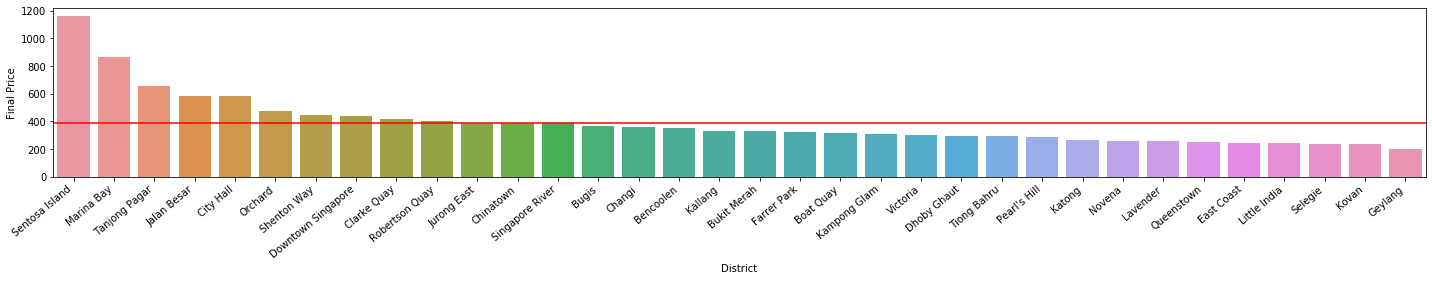 1200
1000
800
600
400
200
0
Final Price
Sentosa Island
Marina Bay
Tanjong Pagar
Jalan Besar
City Hall
Orchard
Shenton Way
Downtown Singapore
Clarke Quay
Robertson Quay
Jurong East
Chinatown
Singapore River
Bugis
Changi
Bencoolen
Kallang
Bukit Merah
Farrer Park
Boat Quay
Kampong Glam
Victoria
Dhoby Ghaut
Tiong Bahru
Pearl's Hill
Katong
Novena
Lavender
Queenstown
East Coast
Little India
Selegie
Kovan
Geylang
District